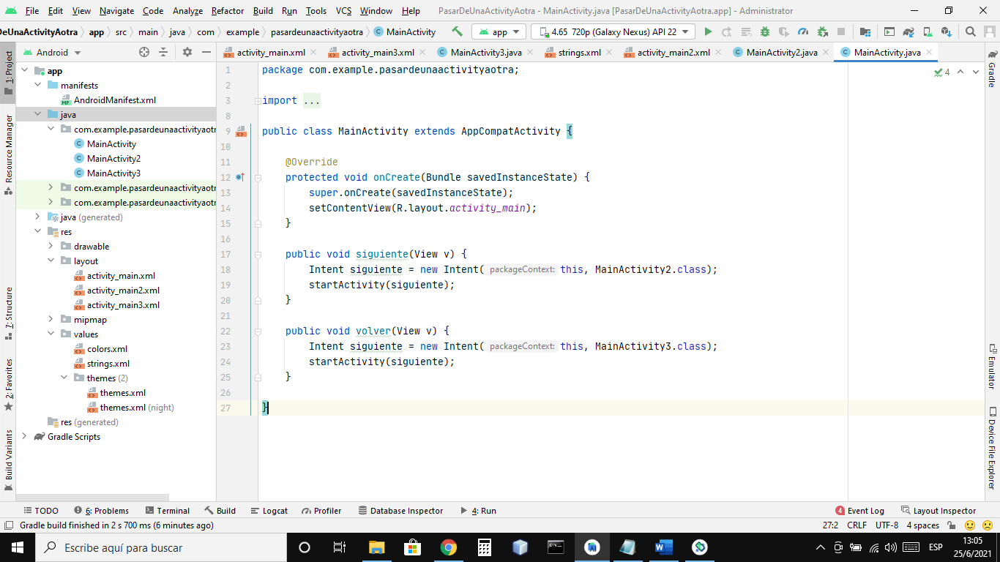 File Edit View Navigate Code Analyze Refactor Build Run Tools VCS Window Help PasarDeUnaActivityAotra - MainActivity.java [PasarDeUnaActivityAotra.app] - Administrator
DeUnaActivityAotra app src main java com example pasardeunaactivityaotra MainActivity app 4.65 720p (Galaxy Nexus) API 22
Android
activity_main.xml activity_main3.xml MainActivity3.java strings.xml activity_main2.xml MainActivity2.java MainActivity.java
1: Project
Resource Manager
7: Structure
2: Favorites
Build Variants
app
manifests
AndroidManifest.xml
java
com.example.pasardeunaactivityaotr
MainActivity
MainActivity2
MainActivity3
com.example.pasardeunaactivityaotr
com.example.pasardeunaactivityaotr
java (generated)
res
drawable
layout
activity_main.xml
activity_main2.xml
activity_main3.xml
mipmap
values
colors.xml
strings.xml
themes (2)
themes.xml
themes.xml (night)
res (generated)
Gradle Scripts
1 package com.example.pasardeunaactivityaotra;
2
3 import ...
8
9 public class MainActivity extends AppCompatActivity {
10
11 @Override
12 protected void onCreate(Bundle savedInstanceState) {
13 super.onCreate(savedInstanceState);
14 setContentView(R.layout.activity_main);
15 }
16
17 public void siguiente(View v) {
18 Intent siguiente = new Intent( packageContext: this, MainActivity2.class);
19 startActivity(siguiente);
20 }
21
22 public void volver(View v) {
23 Intent siguiente = new Intent( packageContext: this, MainActivity3.class);
24 startActivity(siguiente);
25 }
26
27 }
4
Gradle
Emulator
Device File Explorer
TODO 6: Problems Terminal Build Logcat Profiler Database Inspector 4: Run 4 Event Log Layout Inspector
Gradle build finished in 2 s 700 ms (6 minutes ago) 27:2 CRLF UTF-8 4 spaces
Escribe aquí para buscar
ESP
13:05
25/6/2021